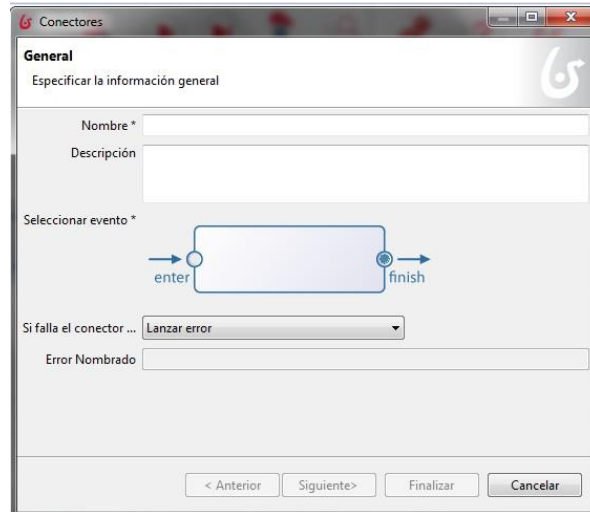 Conectores
General
Especificar la información general
Nombre *
Descripción
Seleccionar evento *
enter
finish
Si falla el conector ... Lanzar error
Error Nombrado
< Anterior Siguiente> Finalizar Cancelar